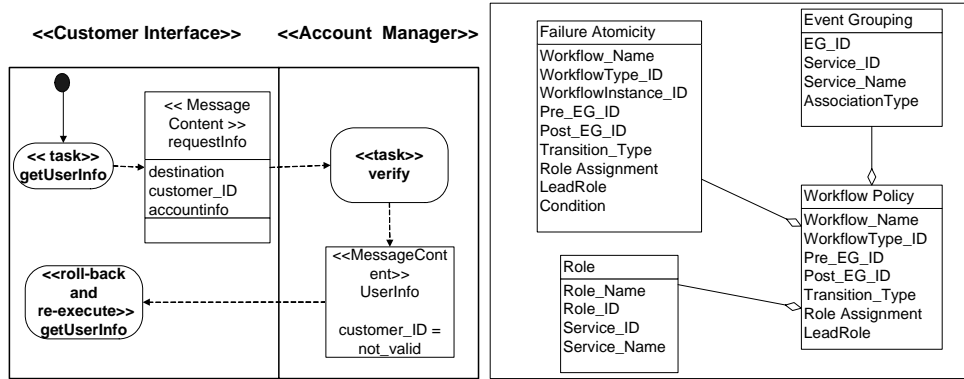 <<Customer Interface>>
<<Account Manager>>
<< task>>
getUserInfo
<< Message
Content >>
requestInfo
destination
customer_ID
accountinfo
<<task>>
verify
<<MessageCont
ent>>
UserInfo
customer_ID =
not_valid
<<roll-back
and
re-execute>>
getUserInfo
Failure Atomicity
Workflow_Name
WorkflowType_ID
WorkflowInstance_ID
Pre_EG_ID
Post_EG_ID
Transition_Type
Role Assignment
LeadRole
Condition
Event Grouping
EG_ID
Service_ID
Service_Name
AssociationType
Role
Role_Name
Role_ID
Service_ID
Service_Name
Workflow Policy
Workflow_Name
WorkflowType_ID
Pre_EG_ID
Post_EG_ID
Transition_Type
Role Assignment
LeadRole